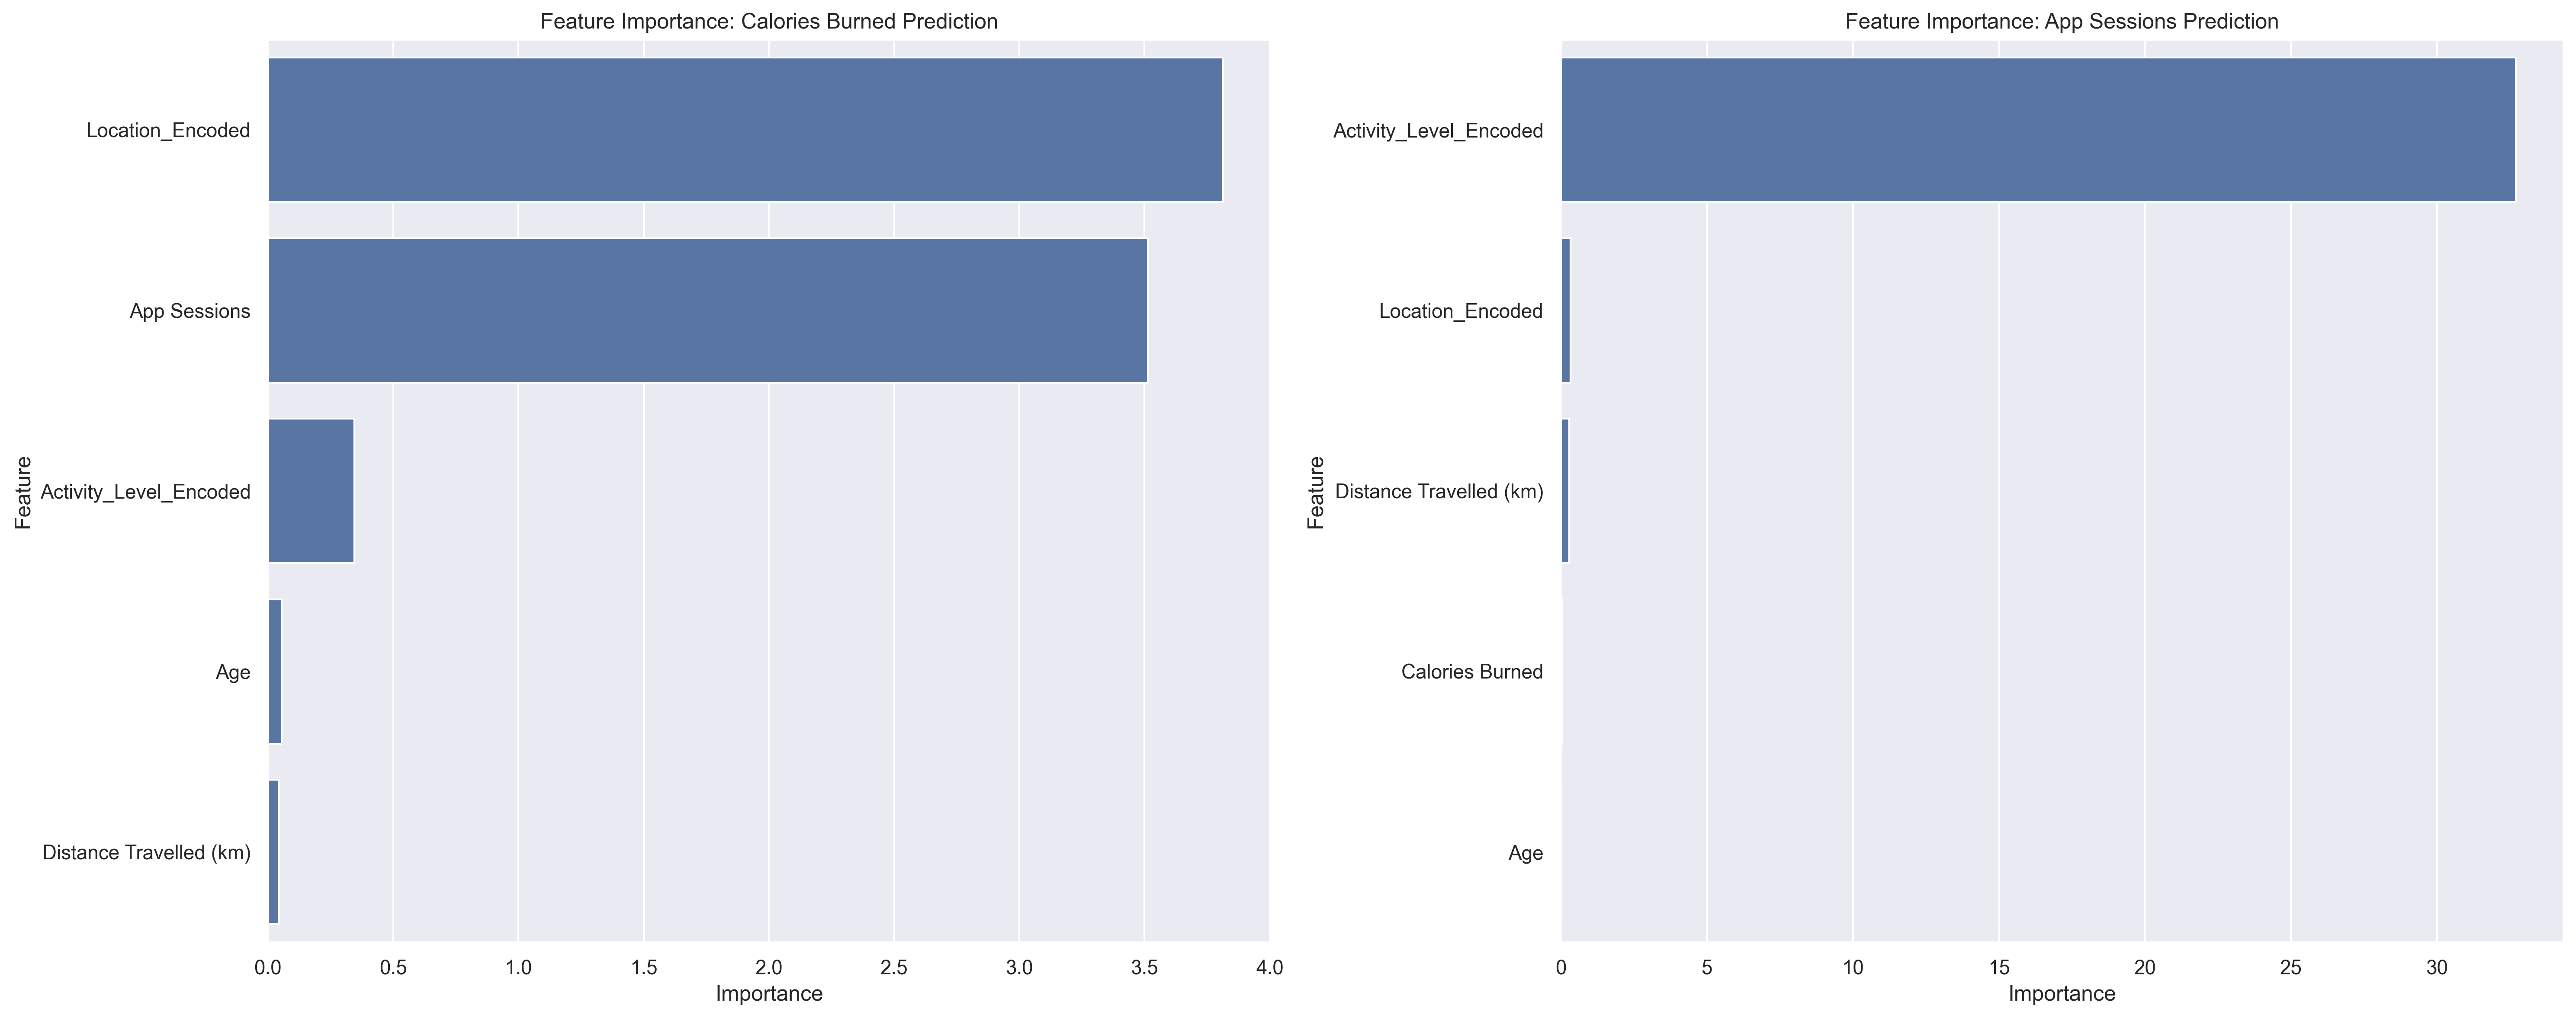 Feature Importance: Calories Burned Prediction
Feature
Location_Encoded
App Sessions
Activity_Level_Encoded
Age
Distance Travelled (km)
0.0 0.5 1.0 1.5 2.0 2.5 3.0 3.5 4.0
Importance
Feature Importance: App Sessions Prediction
Feature
Activity_Level_Encoded
Location_Encoded
Distance Travelled (km)
Calories Burned
Age
0 5 10 15 20 25 30
Importance